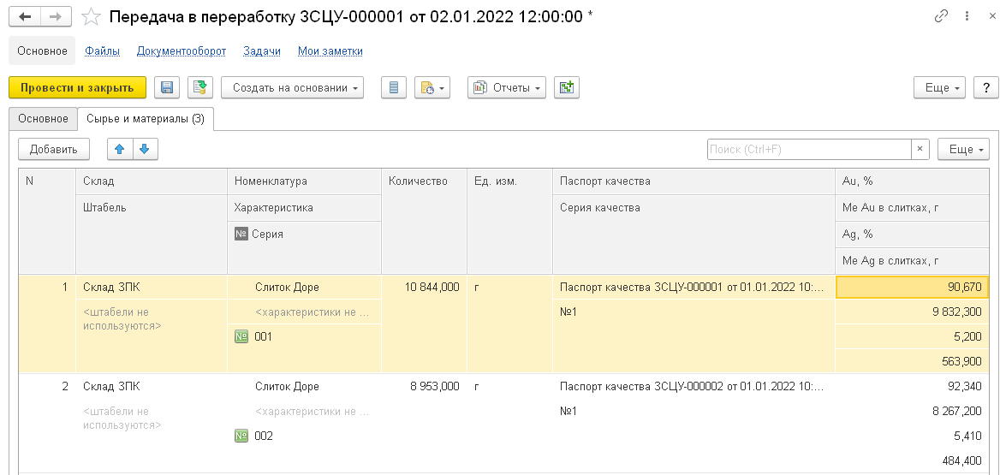 Передача в переработку ЗСЦУ-000001 от 02.01.2022 12:00:00 *
Основное Файлы Документооборот Задачи Мои заметки
Провести и закрыть Создать на основании Отчеты Еще ?
Основное Сырье и материалы (3)
Добавить Поиск (Ctrl+F) × Еще
N Склад Номенклатура Количество Ед. изм. Паспорт качества Au, %
Штабель Характеристика Серия качества Ме Au в слитках, г
№ Серия Ag, %
Ме Ag в слитках, г
1 Склад ЗПК Слиток Доре 10 844,000 г Паспорт качества ЗСЦУ-000001 от 01.01.2022 10:... 90,670
<штабели не <характеристики не ... №1 9 832,300
используются>
№ 001 5,200
563,900
2 Склад ЗПК Слиток Доре 8 953,000 г Паспорт качества ЗСЦУ-000002 от 01.01.2022 10:... 92,340
<штабели не <характеристики не ... №1 8 267,200
используются>
№ 002 5,410
484,400